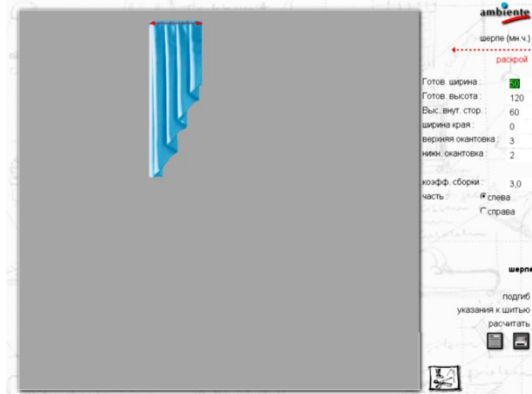 ambiente
шерпе (мн.ч.)
раскрой
Готов. ширина :
Готов. высота : 120
Выс. внут. стор. : 60
ширина края : 0
верхняя окантовка : 3
нижн. окантовка : 2
коэфф. сборки : 3,0
часть : слева
справа
шерпе
подгиб
указания к шитью
расчитать